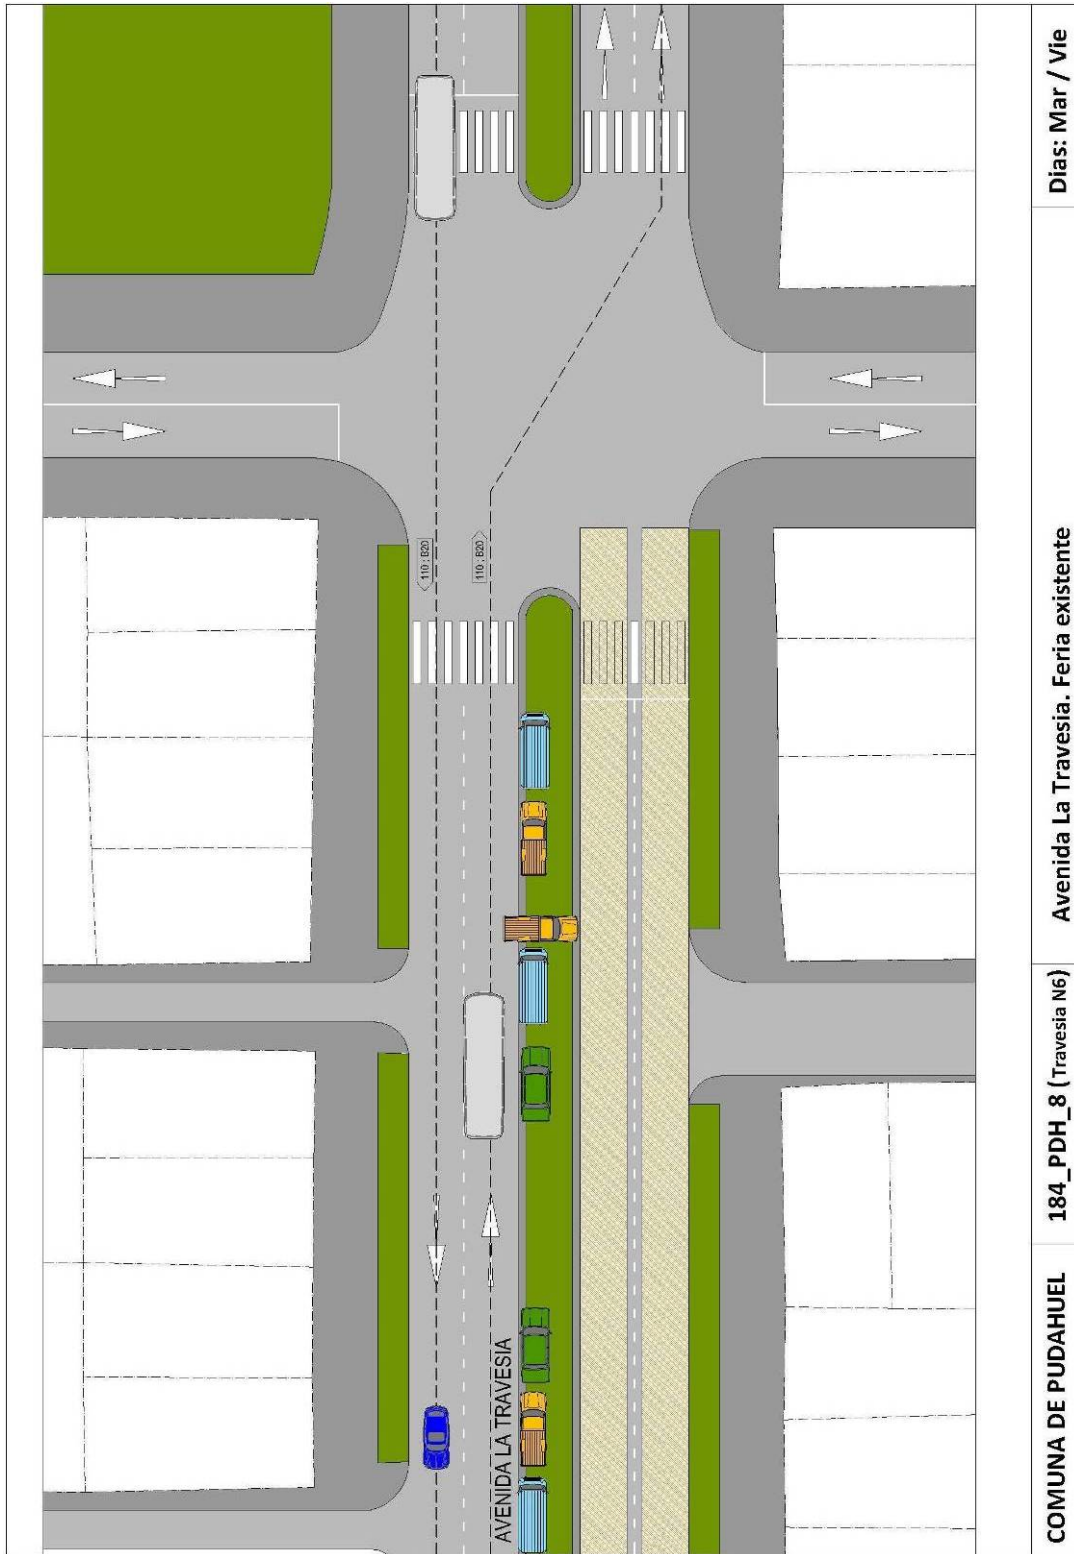 110 : B20
110 : B20
AVENIDA LA TRAVESIA
COMUNA DE PUDAHUEL
184_PDH_8 (Travesia N6)
Avenida La Travesia. Feria existente
Dias: Mar / Vie